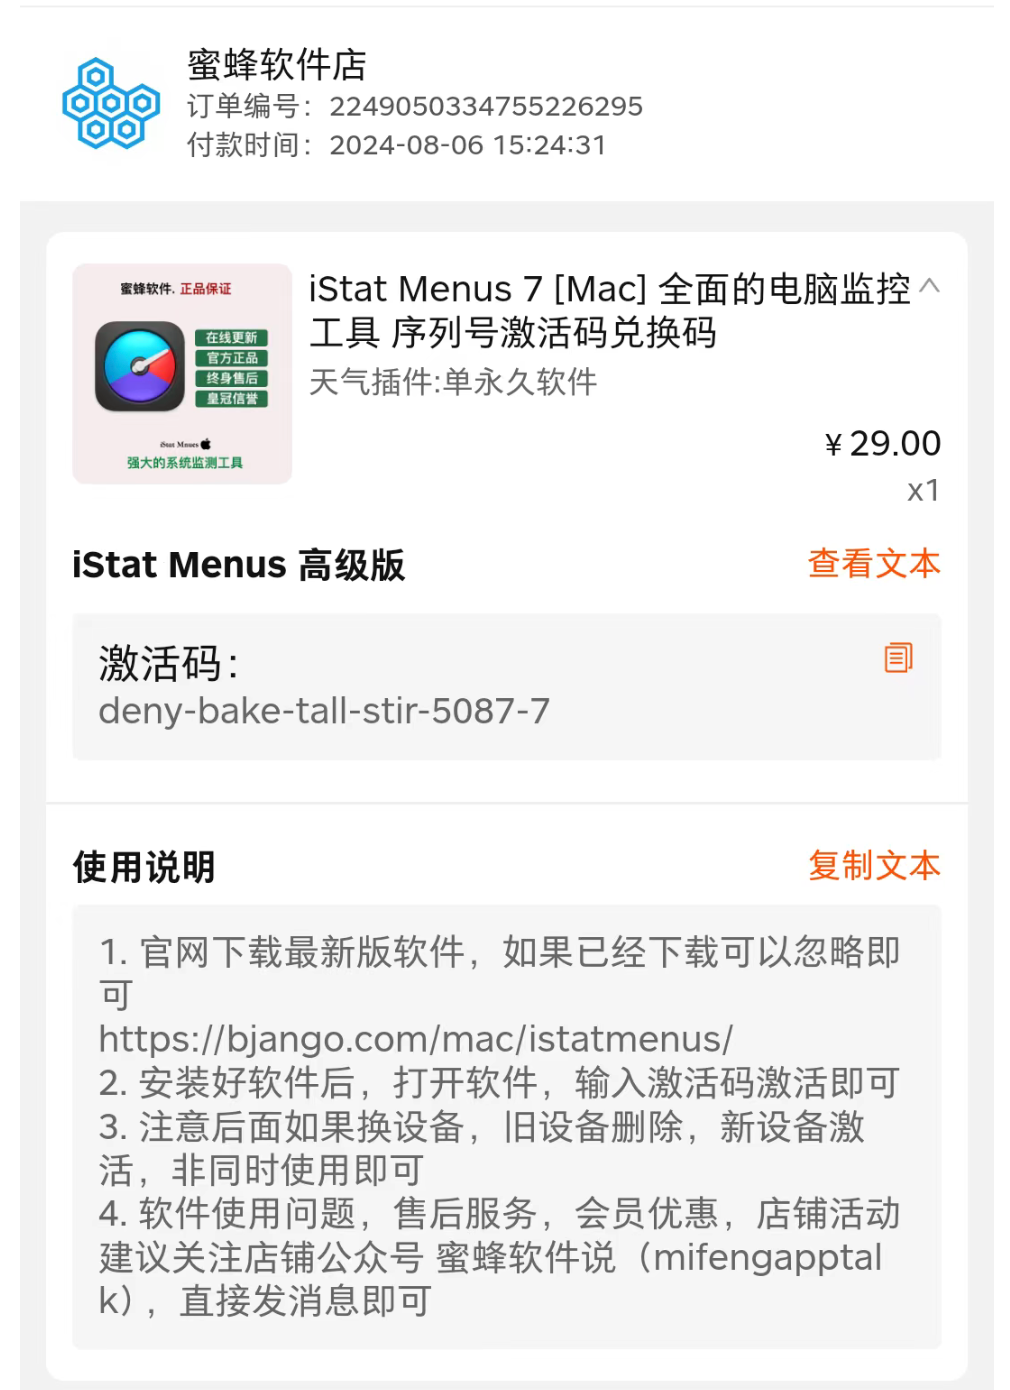 蜜蜂软件店
订单编号：2249050334755226295
付款时间：2024-08-06 15:24:31
蜜蜂软件. 正品保证
在线更新
官方正品
终身售后
皇冠信誉
iStat Mnues
强大的系统监测工具
iStat Menus 7 [Mac] 全面的电脑监控
工具 序列号激活码兑换码
天气插件:单永久软件
¥ 29.00
x1
iStat Menus 高级版
查看文本
激活码：
deny-bake-tall-stir-5087-7
使用说明
复制文本
1. 官网下载最新版软件，如果已经下载可以忽略即
可
https://bjango.com/mac/istatmenus/
2. 安装好软件后，打开软件，输入激活码激活即可
3. 注意后面如果换设备，旧设备删除，新设备激
活，非同时使用即可
4. 软件使用问题，售后服务，会员优惠，店铺活动
建议关注店铺公众号 蜜蜂软件说（mifengapptal
k），直接发消息即可